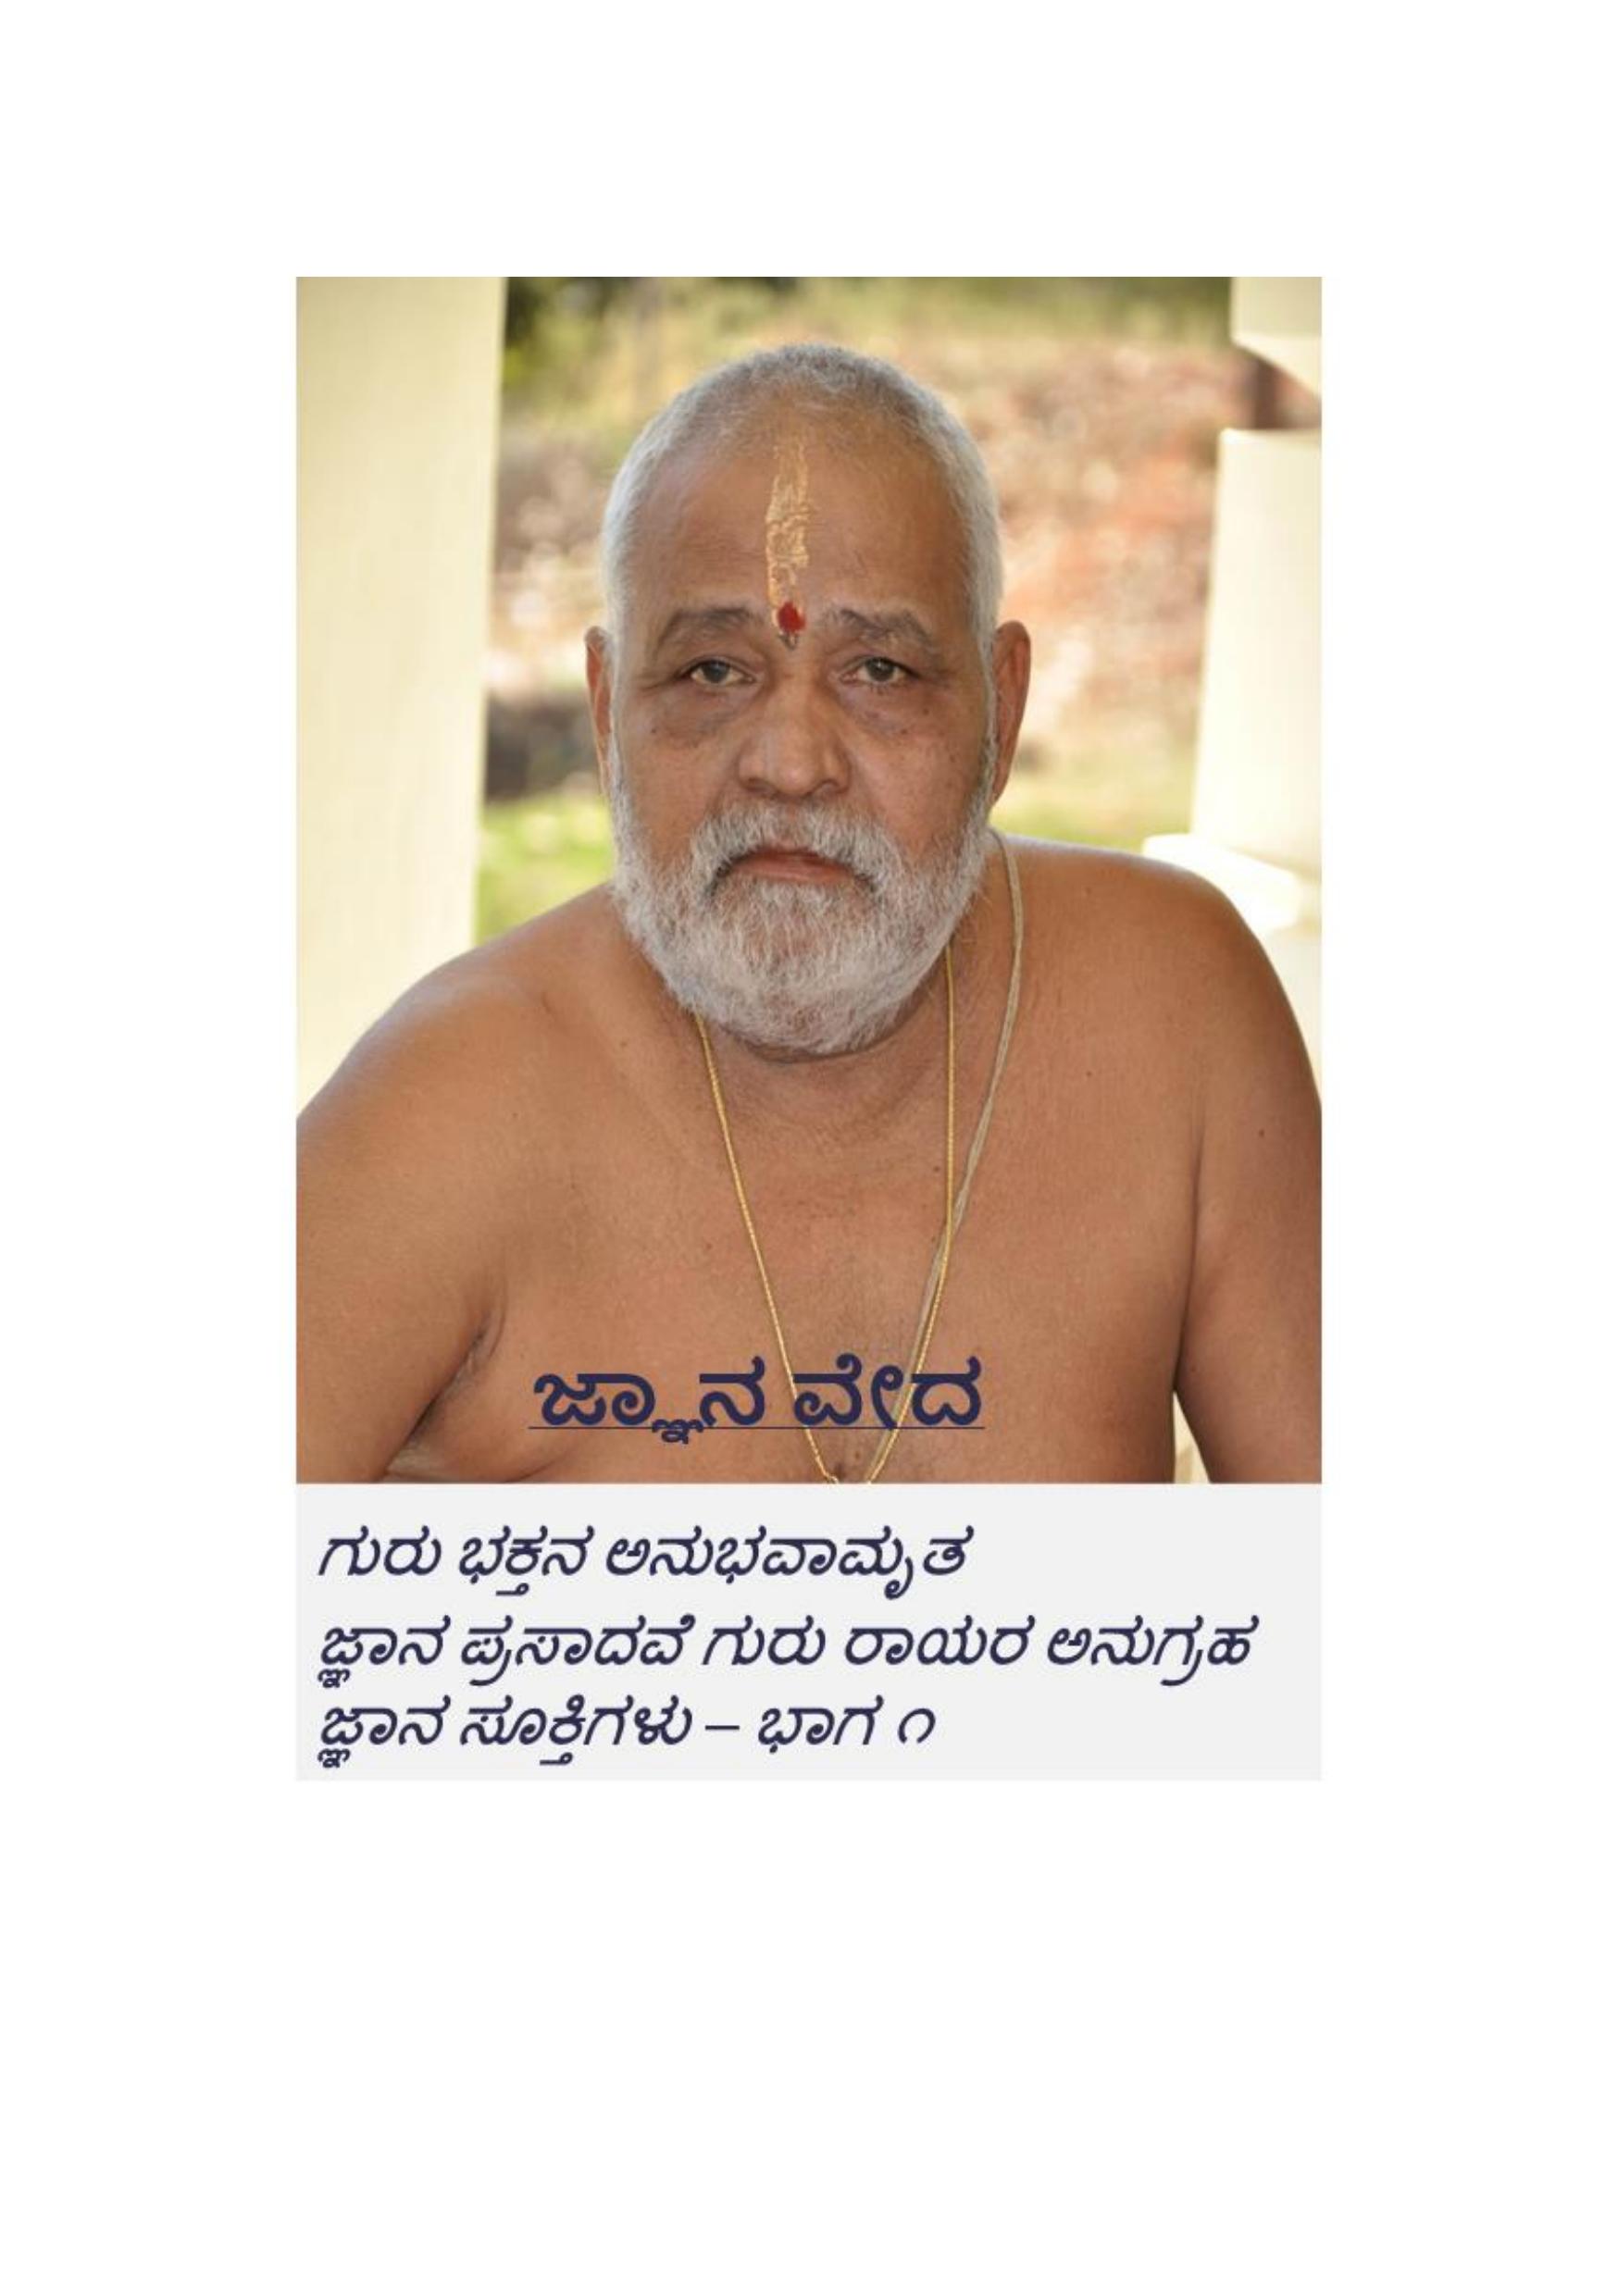 ಜ್ಞಾನ ವೇದ
ಗುರು ಭಕ್ತನ ಅನುಭವಾಮೃತ
ಜ್ಞಾನ ಪ್ರಸಾದವೆ ಗುರು ರಾಯರ ಅನುಗ್ರಹ
ಜ್ಞಾನ ಸೂಕ್ತಿಗಳು – ಭಾಗ ೧